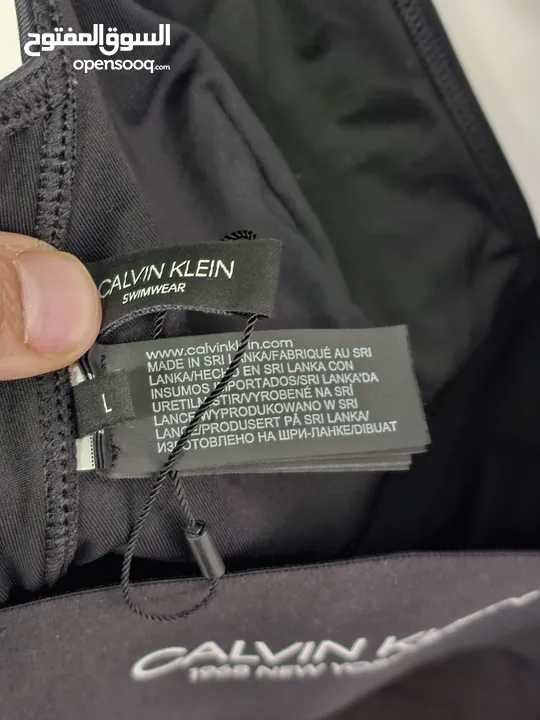 السوق المفتوح
opensooq.com
CALVIN KLEIN
SWIMWEAR
www.calvinklein.com
MADE IN SRI LANKA/FABRIQUÉ AU SRI
LANKA/HECHO EN SRI LANKA CON
INSUMOS IMPORTADOS/SRI LANKA'DA
URETILMISTIR/VYROBENÉ NA SRÍ
LANCE/WYPRODUKOWANO W SRI
LANCE/PRODUSERT PÅ SRI LANKA/
ИЗГОТОВЛЕНО НА ШРИ-ЛАНКЕ/DIBUAT
L
CALVIN KLEIN
1968 NEW YORK